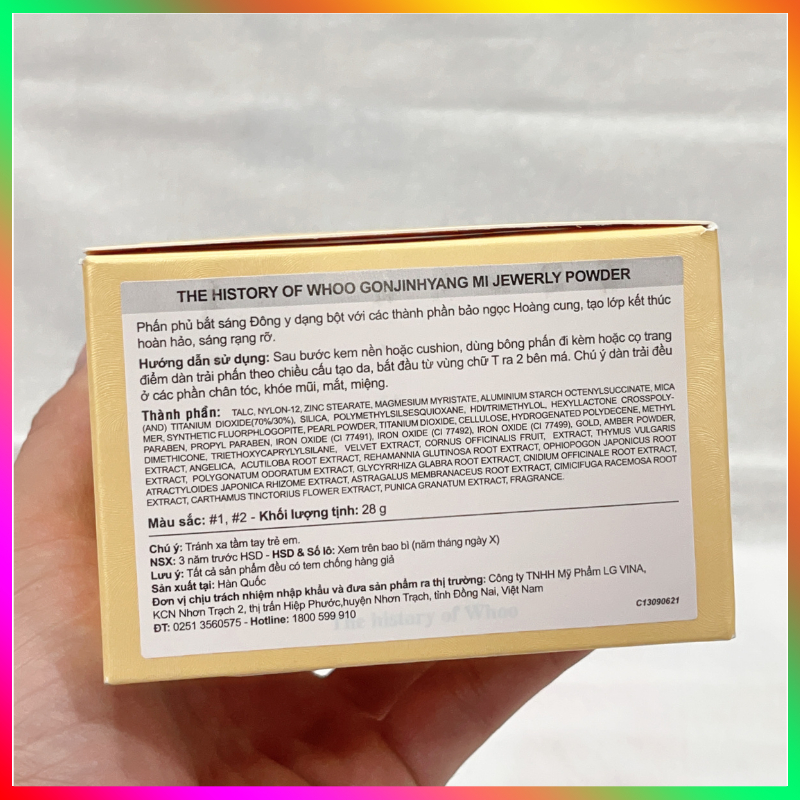 THE HISTORY OF WHOO GONJINHYANG MI JEWERLY POWDER
Phấn phủ bắt sáng Đông y dạng bột với các thành phần bảo ngọc Hoàng cung, tạo lớp kết thúc
hoàn hảo, sáng rạng rỡ.
Hướng dẫn sử dụng: Sau bước kem nền hoặc cushion, dùng bông phấn đi kèm hoặc cọ trang
điểm dàn trải phấn theo chiều cấu tạo da, bắt đầu từ vùng chữ T ra 2 bên má. Chú ý dàn trải đều
ở các phần chân tóc, khóe mũi, mắt, miệng.
Thành phần: TALC, NYLON-12, ZINC STEARATE, MAGNESIUM MYRISTATE, ALUMINIUM STARCH OCTENYLSUCCINATE, MICA
(AND) TITANIUM DIOXIDE(70%/30%), SILICA, POLYMETHYLSILSESQUIOXANE, HDI/TRIMETHYLOL, HEXYLLACTONE CROSSPOLY-
MER, SYNTHETIC FLUORPHLOGOPITE, PEARL POWDER, TITANIUM DIOXIDE, CELLULOSE, HYDROGENATED POLYDECENE, METHYL
PARABEN, PROPYL PARABEN, IRON OXIDE (CI 77491), IRON OXIDE (CI 77492), IRON OXIDE (CI 77499), GOLD, AMBER POWDER,
DIMETHICONE, TRIETHOXYCAPRYLYLSILANE, VELVET EXTRACT, CORNUS OFFICINALIS FRUIT, EXTRACT, THYMUS VULGARIS
EXTRACT, ANGELICA, ACUTILOBA ROOT EXTRACT, REHAMANNIA GLUTINOSA ROOT EXTRACT, OPHIOPOGON JAPONICUS ROOT
EXTRACT, POLYGONATUM ODORATUM EXTRACT, GLYCYRRHIZA GLABRA ROOT EXTRACT, CNIDIUM OFFICINALE ROOT EXTRACT,
ATRACTYLOIDES JAPONICA RHIZOME EXTRACT, ASTRAGALUS MEMBRANACEUS ROOT EXTRACT, CIMICIFUGA RACEMOSA ROOT
EXTRACT, CARTHAMUS TINCTORIUS FLOWER EXTRACT, PUNICA GRANATUM EXTRACT, FRAGRANCE.
Màu sắc: #1, #2 - Khối lượng tịnh: 28 g
Chú ý: Tránh xa tầm tay trẻ em.
NSX: 3 năm trước HSD - HSD & Số lô: Xem trên bao bì (năm tháng ngày X)
Lưu ý: Tất cả sản phẩm đều có tem chống hàng giả
Sản xuất tại: Hàn Quốc
Đơn vị chịu trách nhiệm nhập khẩu và đưa sản phẩm ra thị trường: Công ty TNHH Mỹ Phẩm LG VINA,
KCN Nhơn Trạch 2, thị trấn Hiệp Phước,huyện Nhơn Trạch, tỉnh Đồng Nai, Việt Nam
ĐT: 0251 3560575 - Hotline: 1800 599 910
C13090621
The history of Whoo